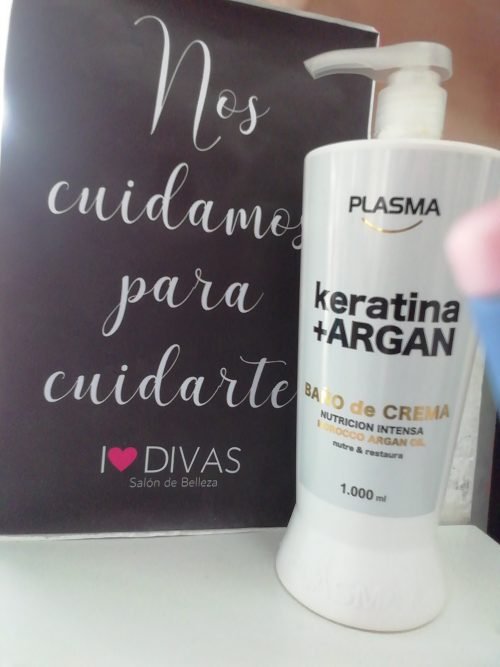 Nos
cuidamos
para
cuidarte
I❤DIVAS
Salón de Belleza
PLASMA
keratina
+ARGAN
BAÑO de CREMA
NUTRICION INTENSA
MOROCCO ARGAN OIL
nutre & restaura
1.000 ml